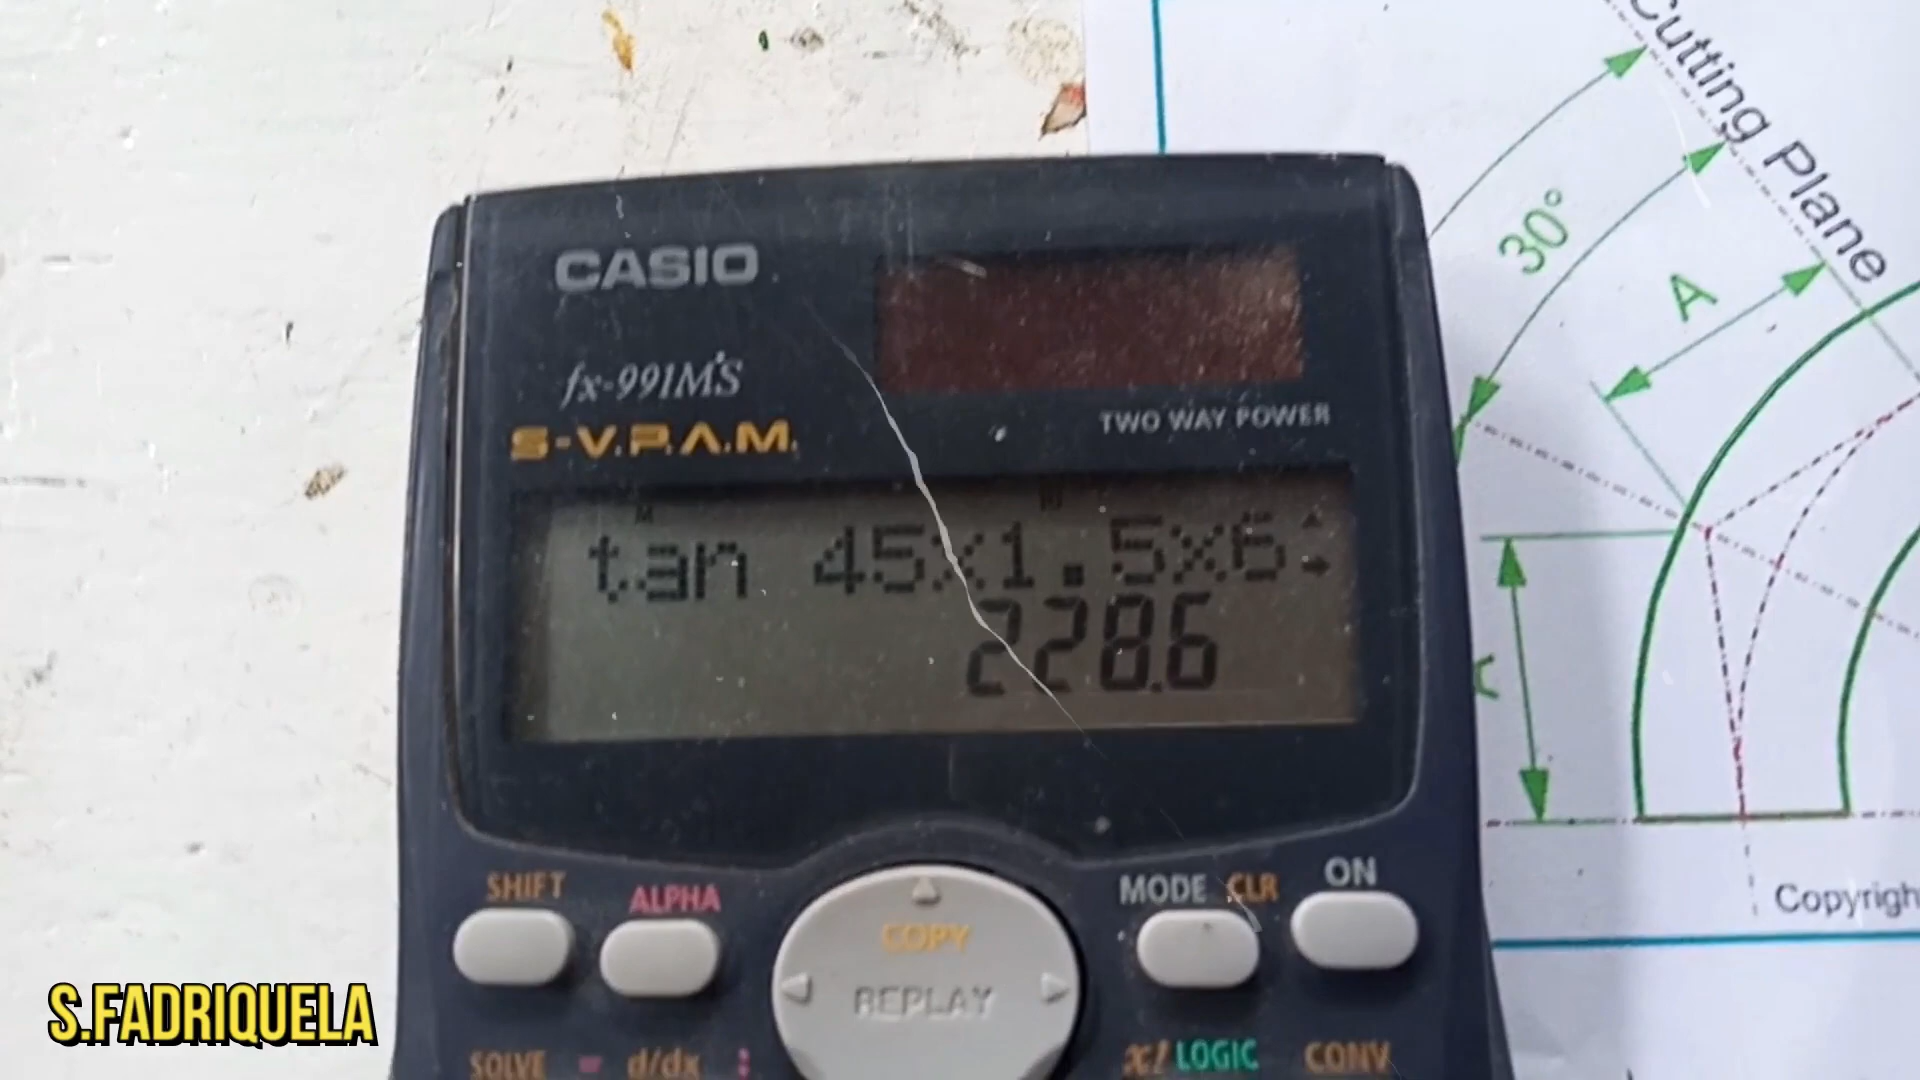 Cutting Plane
30°
A
CASIO
fx-991MS
S-V.P.A.M.
TWO WAY POWER
M
tan 45x1.5x6
228.6
SHIFT
ALPHA
MODE CLR
ON
COPY
REPLAY
SOLVE = d/dx :
x! LOGIC
CONV
S.FADRIQUELA